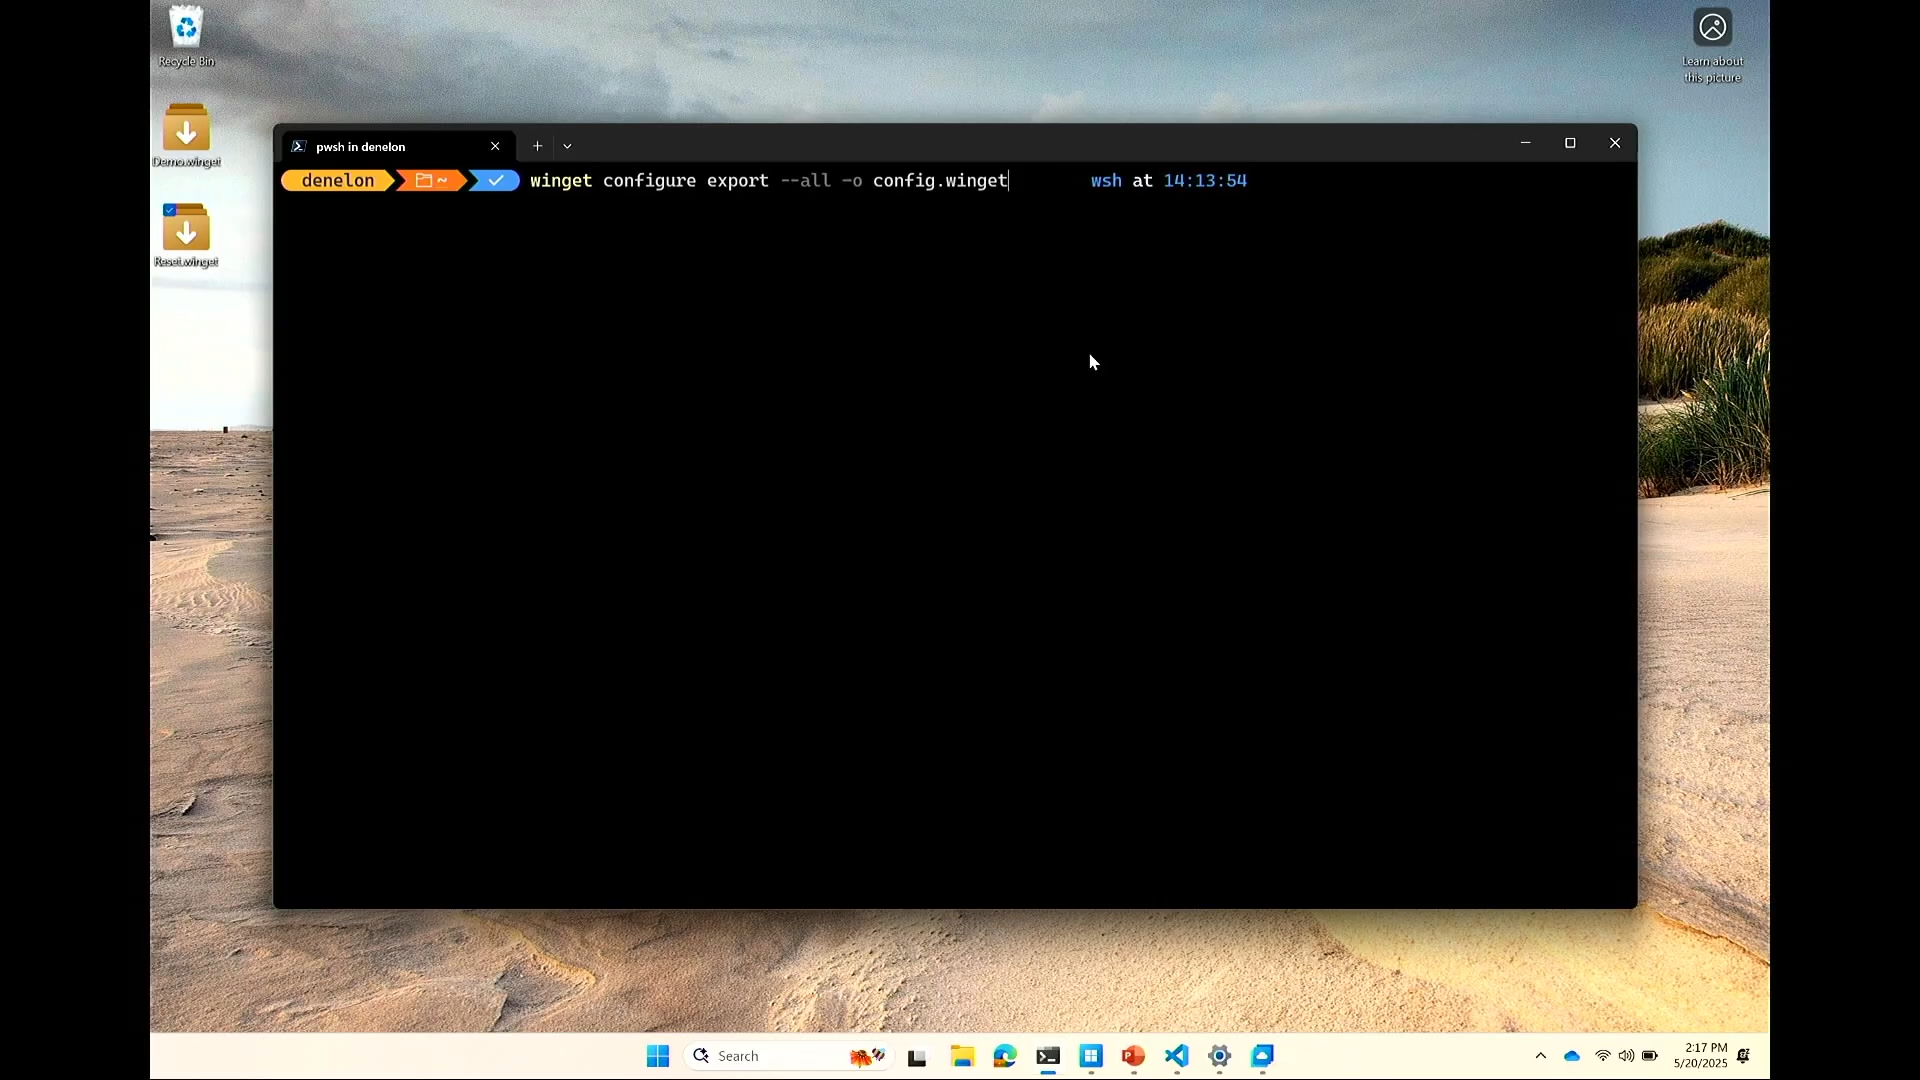 Recycle Bin
Learn about
this picture
Demo.winget
Reset.winget
pwsh in denelon
denelon ~ winget configure export --all -o config.winget wsh at 14:13:54
Search
2:17 PM
5/20/2025